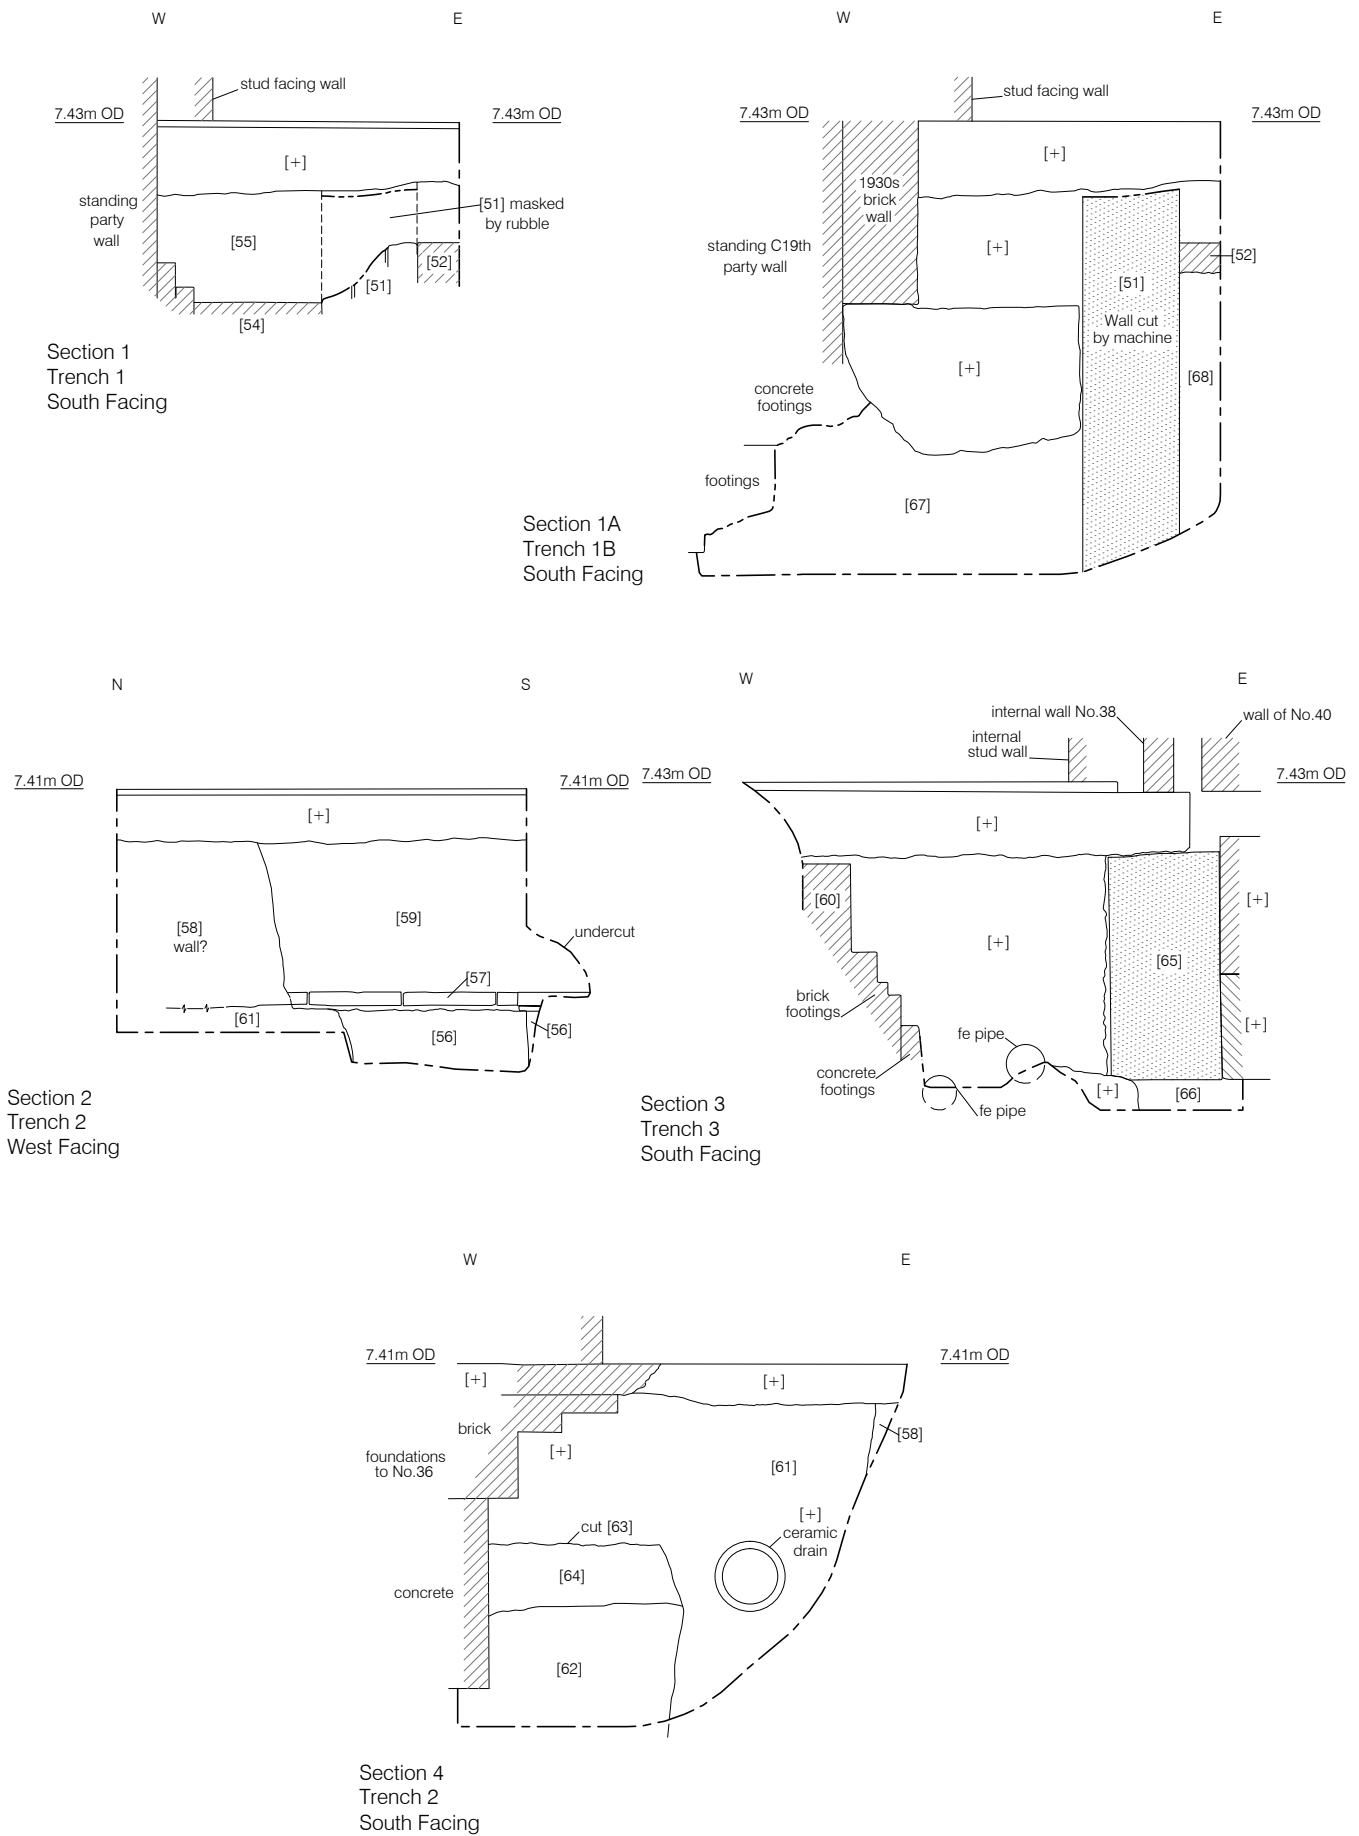 W
E
stud facing wall
7.43m OD
7.43m OD
[+]
standing
party
wall
[55]
[51] masked
by rubble
[52]
[51]
[54]
Section 1
Trench 1
South Facing
W
E
stud facing wall
7.43m OD
7.43m OD
[+]
1930s
brick
wall
standing C19th
party wall
[+]
[52]
[51]
Wall cut
by machine
[+]
[68]
concrete
footings
footings
[67]
Section 1A
Trench 1B
South Facing
N
S
7.41m OD
7.41m OD
[+]
[58]
wall?
[59]
undercut
[57]
[61]
[56]
[56]
Section 2
Trench 2
West Facing
W
E
internal wall No.38
wall of No.40
internal
stud wall
7.43m OD
7.43m OD
[+]
[60]
[+]
[+]
[65]
brick
footings
[+]
fe pipe
concrete
footings
[+]
[66]
fe pipe
Section 3
Trench 3
South Facing
W
E
7.41m OD
7.41m OD
[+]
[+]
brick
[58]
foundations
to No.36
[+]
[61]
[+]
ceramic
drain
cut [63]
[64]
concrete
[62]
Section 4
Trench 2
South Facing